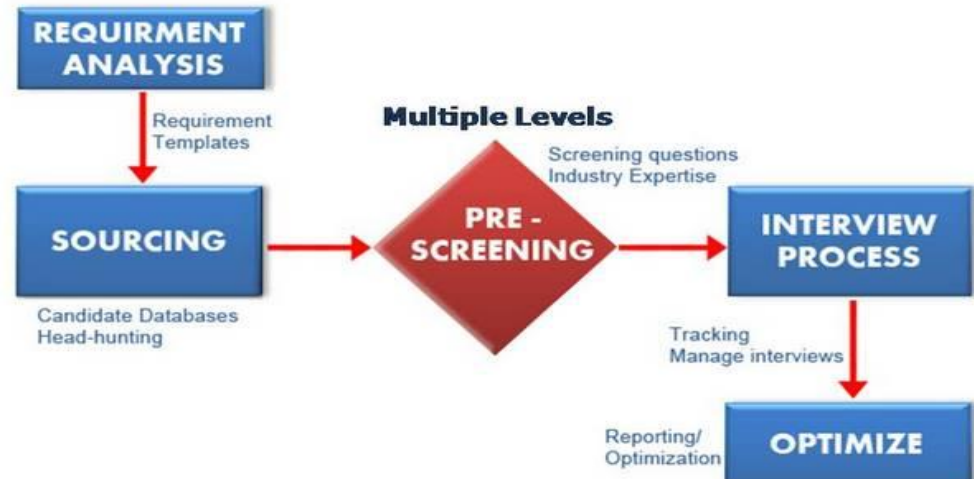 REQUIRMENT
ANALYSIS
Requirement
Templates
SOURCING
Candidate Databases
Head-hunting
Multiple Levels
PRE -
SCREENING
Screening questions
Industry Expertise
INTERVIEW
PROCESS
Tracking
Manage interviews
Reporting/
Optimization
OPTIMIZE